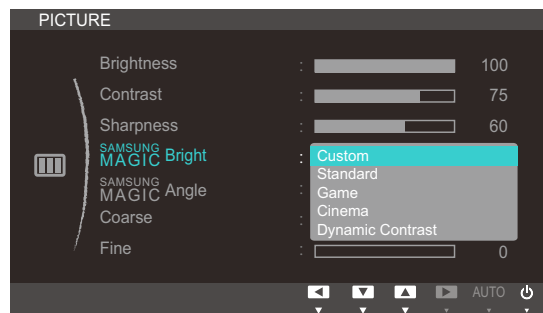 PICTURE
Brightness : 100
Contrast : 75
Sharpness : 60
SAMSUNG
MAGIC Bright : Custom
Standard
SAMSUNG
MAGIC Angle : Game
Cinema
Coarse : Dynamic Contrast
Fine : 0
AUTO